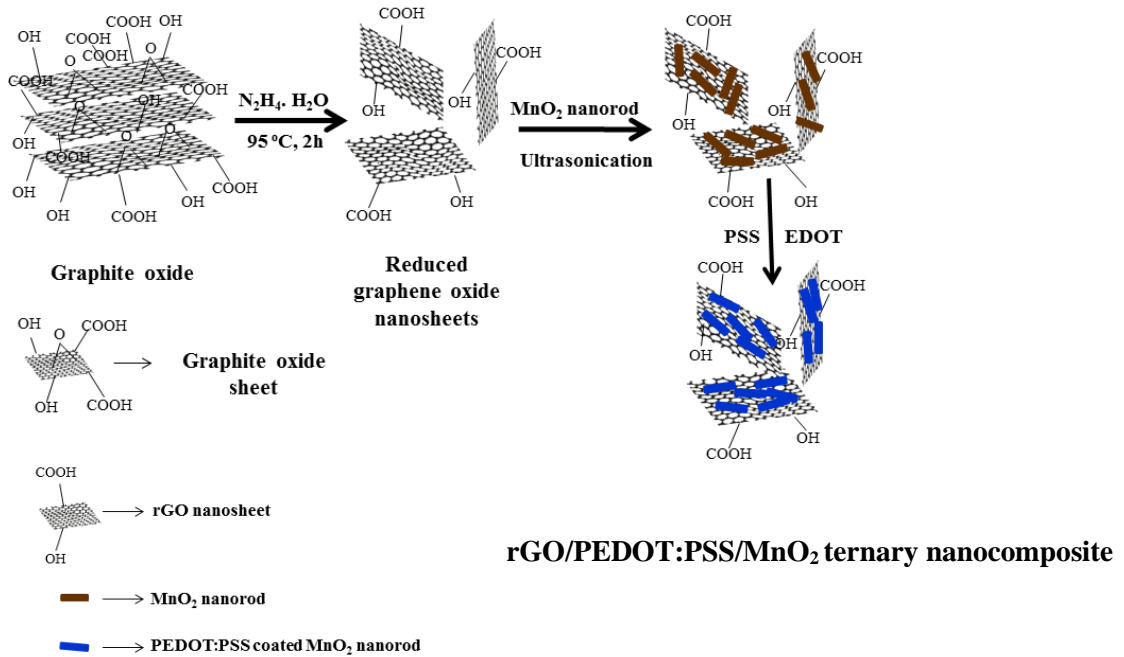 COOH
OH
OH
COOH
COOH
COOH
O
O
O
COOH
OH
COOH
O
O
O
OH
OH
COOH
OH
COOH
OH
COOH
Graphite oxide
N₂H₄. H₂O
95 °C, 2h
COOH
COOH
OH
OH
COOH
OH
Reduced
graphene oxide
nanosheets
MnO₂ nanorod
Ultrasonication
COOH
COOH
OH
OH
COOH
OH
PSS
EDOT
COOH
COOH
OH
OH
COOH
OH
OH
O
COOH
OH
COOH
Graphite oxide
sheet
COOH
OH
rGO nanosheet
rGO/PEDOT:PSS/MnO₂ ternary nanocomposite
MnO₂ nanorod
PEDOT:PSS coated MnO₂ nanorod